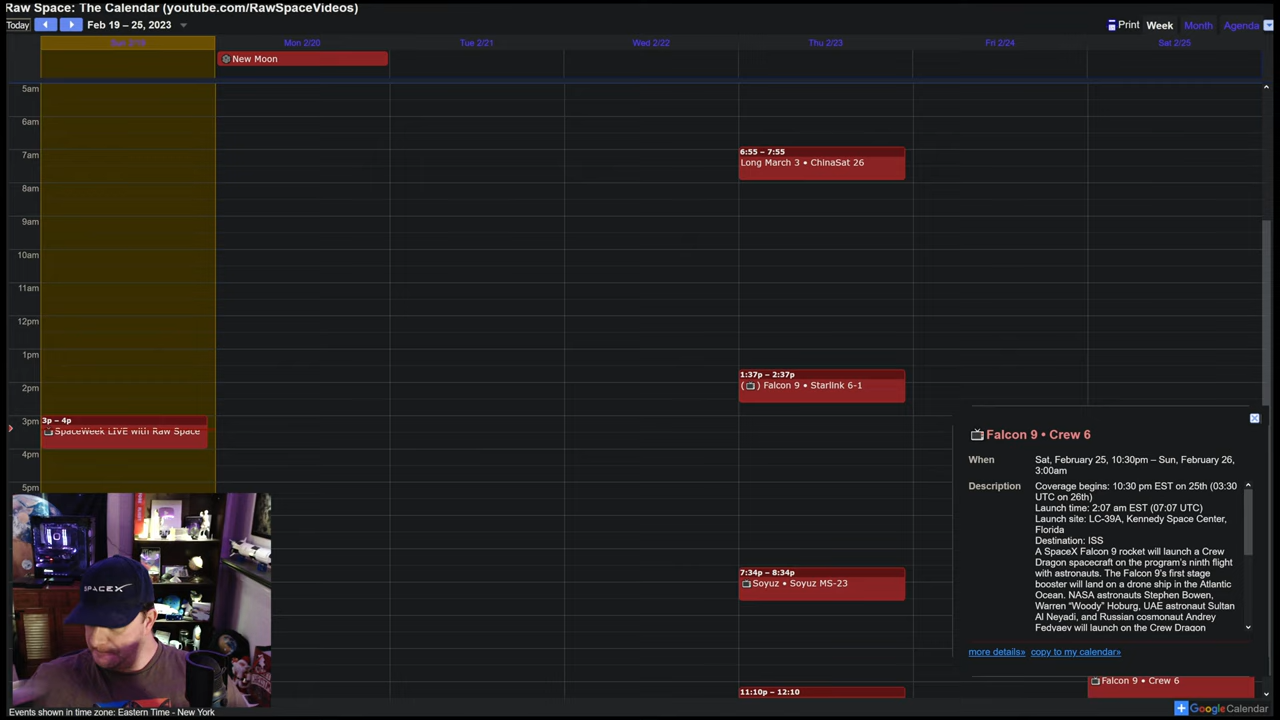 Raw Space: The Calendar (youtube.com/RawSpaceVideos)
Today Feb 19 – 25, 2023 Print Week Month Agenda
Sun 2/19 Mon 2/20 Tue 2/21 Wed 2/22 Thu 2/23 Fri 2/24 Sat 2/25
New Moon
5am
6am
7am
6:55 – 7:55
Long March 3 • ChinaSat 26
8am
9am
10am
11am
12pm
1pm
1:37p – 2:37p
(📺) Falcon 9 • Starlink 6-1
2pm
3pm
3p – 4p
SpaceWeek LIVE with Raw Space
4pm
5pm
7:34p – 8:34p
Soyuz • Soyuz MS-23
11:10p – 12:10
Falcon 9 • Crew 6
When Sat, February 25, 10:30pm – Sun, February 26,
3:00am
Description Coverage begins: 10:30 pm EST on 25th (03:30
UTC on 26th)
Launch time: 2:07 am EST (07:07 UTC)
Launch site: LC-39A, Kennedy Space Center,
Florida
Destination: ISS
A SpaceX Falcon 9 rocket will launch a Crew
Dragon spacecraft on the program's ninth flight
with astronauts. The Falcon 9's first stage
booster will land on a drone ship in the Atlantic
Ocean. NASA astronauts Stephen Bowen,
Warren “Woody” Hoburg, UAE astronaut Sultan
Al Neyadi, and Russian cosmonaut Andrey
Fedyaev will launch on the Crew Dragon
more details» copy to my calendar»
Falcon 9 • Crew 6
SPACEX
Events shown in time zone: Eastern Time - New York
Google Calendar